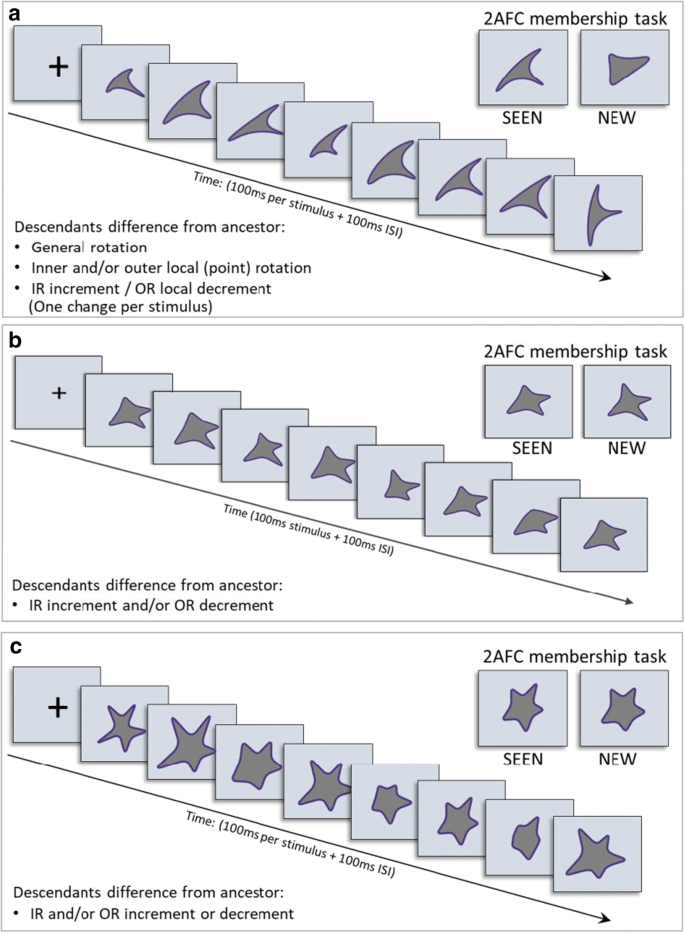 a
2AFC membership task
SEEN
NEW
Time: (100ms per stimulus + 100ms ISI)
Descendants difference from ancestor:
• General rotation
• Inner and/or outer local (point) rotation
• IR increment / OR local decrement
(One change per stimulus)
b
2AFC membership task
SEEN
NEW
Time (100ms stimulus + 100ms ISI)
Descendants difference from ancestor:
• IR increment and/or OR decrement
c
2AFC membership task
SEEN
NEW
Time: (100ms per stimulus + 100ms ISI)
Descendants difference from ancestor:
• IR and/or OR increment or decrement